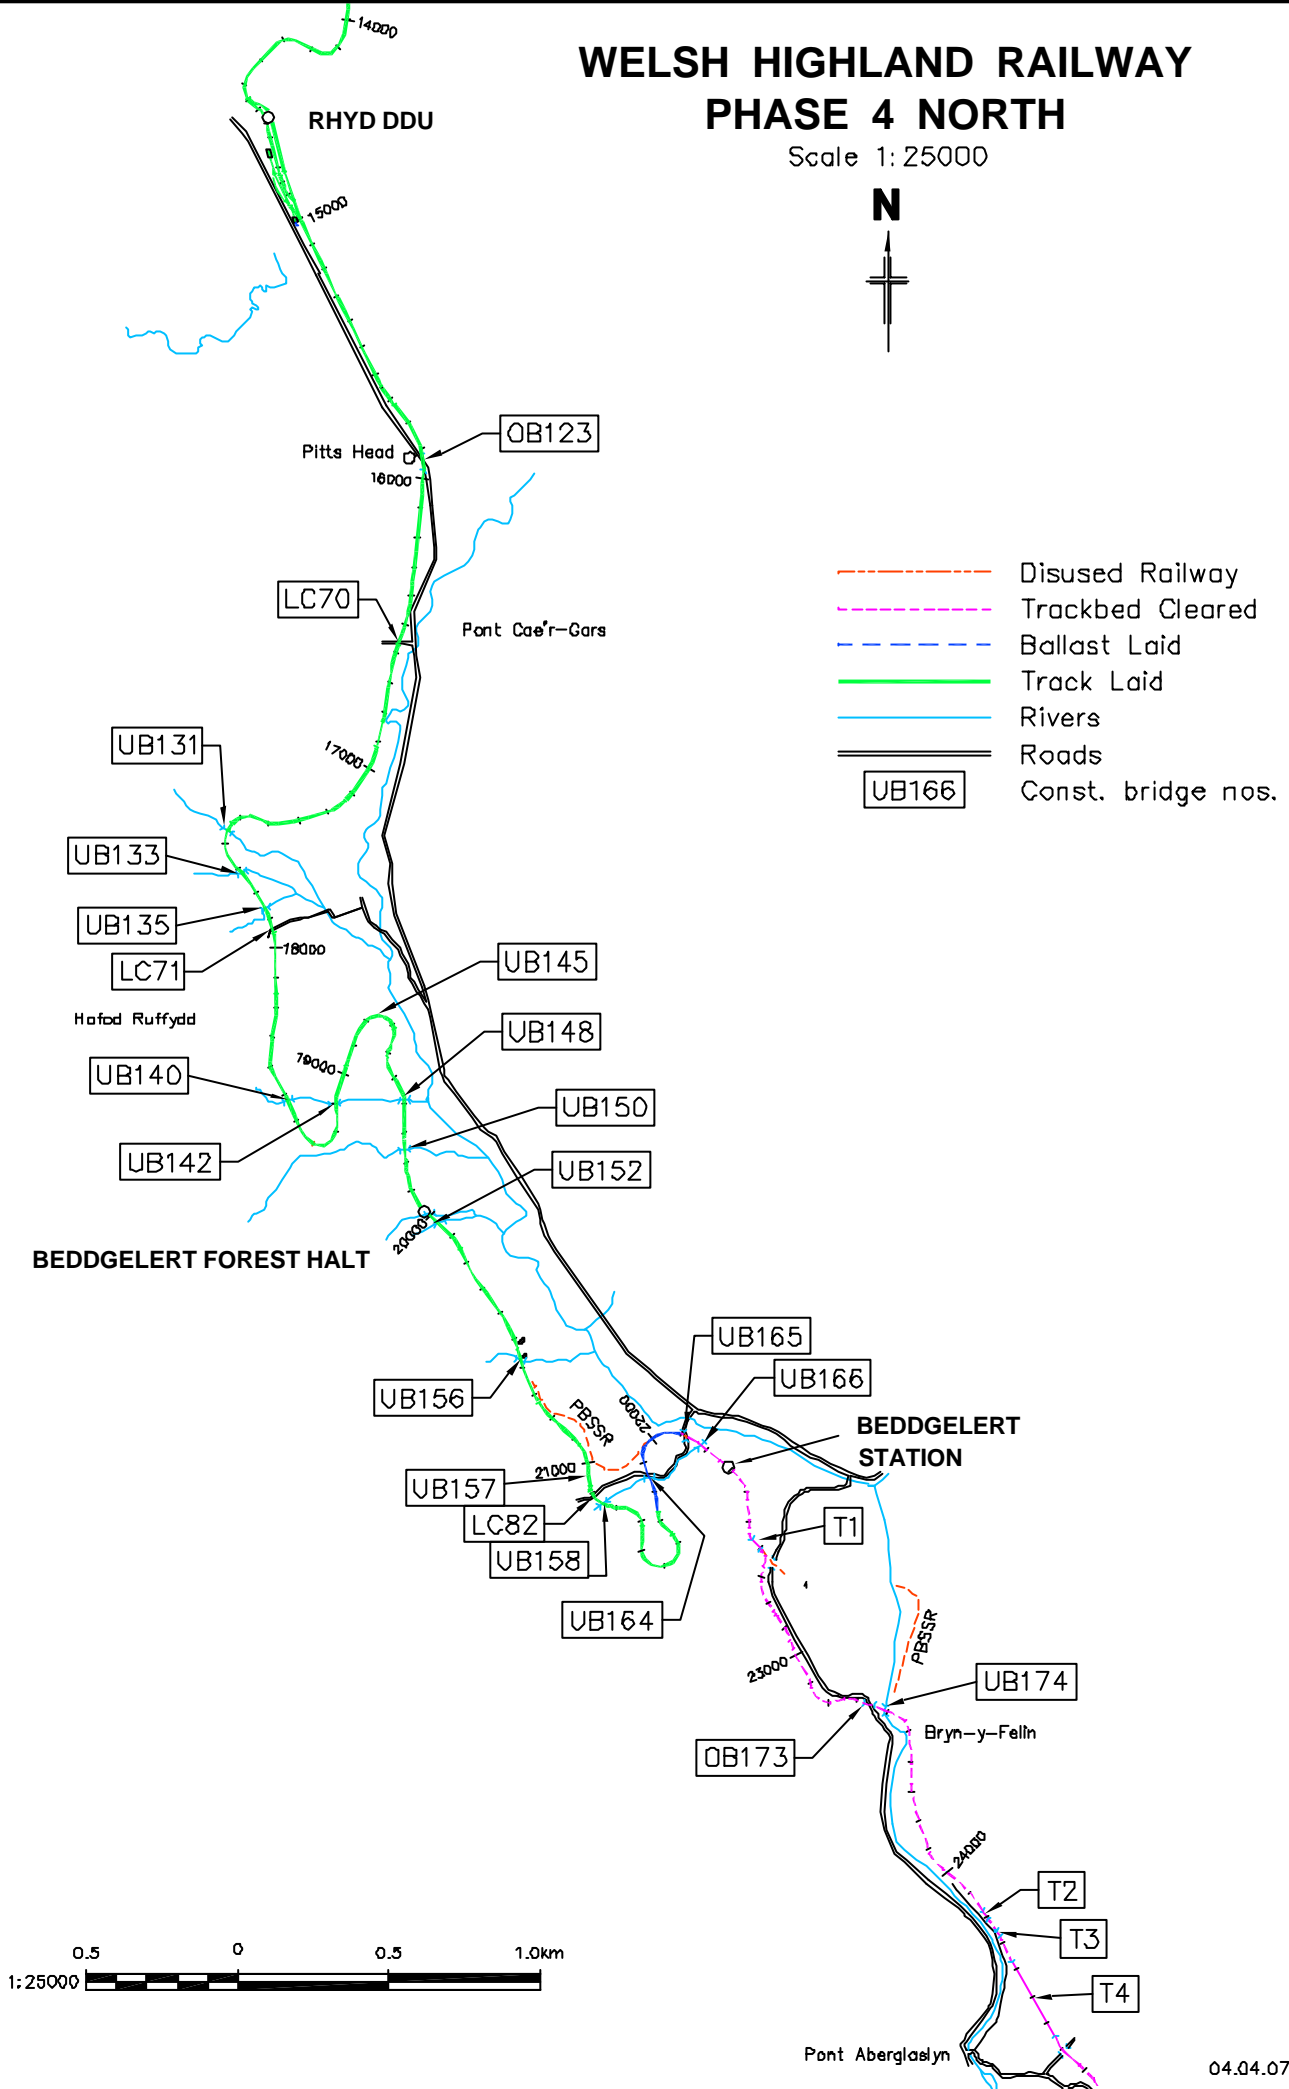 WELSH HIGHLAND RAILWAY
PHASE 4 NORTH
Scale 1:25000
N
14000
RHYD DDU
15000
OB123
Pitts Head
16000
LC70
Pont Cae'r-Gars
Disused Railway
Trackbed Cleared
Ballast Laid
Track Laid
Rivers
Roads
UB166 Const. bridge nos.
UB131
17000
UB133
UB135
LC71
18000
UB145
Hafod Ruffydd
UB148
19000
UB140
UB150
UB142
UB152
20000
BEDDGELERT FOREST HALT
UB165
UB166
UB156
PBSSR
22000
BEDDGELERT
STATION
21000
UB157
LC82
UB158
T1
UB164
PBSSR
23000
UB174
Bryn-y-Felin
OB173
24000
T2
T3
T4
0.5 0 0.5 1.0km
1:25000
Pont Aberglaslyn
04.04.07